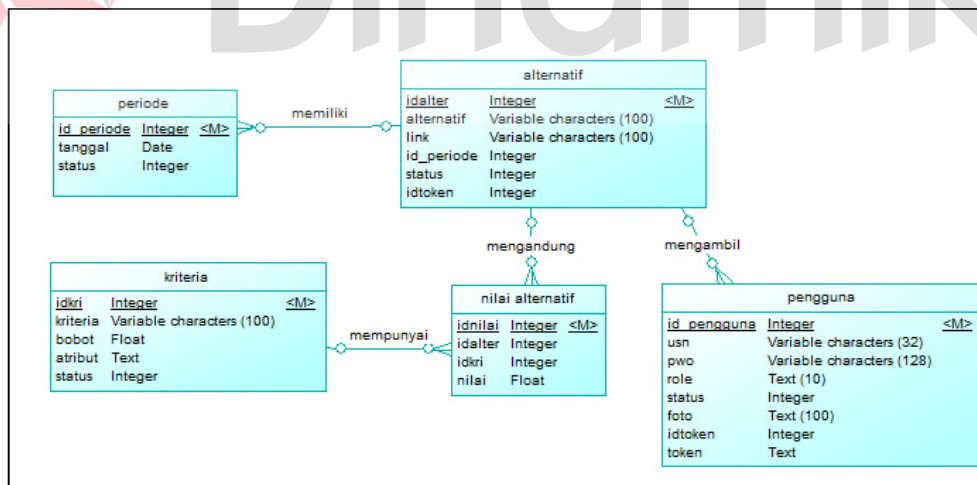 Dinamik
periode
id_periode Integer <M>
tanggal Date
status Integer
memiliki
alternatif
idalter Integer <M>
alternatif Variable characters (100)
link Variable characters (100)
id_periode Integer
status Integer
idtoken Integer
mengandung
mengambil
kriteria
idkri Integer <M>
kriteria Variable characters (100)
bobot Float
atribut Text
status Integer
mempunyai
nilai alternatif
idnilai Integer <M>
idalter Integer
idkri Integer
nilai Float
pengguna
id_pengguna Integer <M>
usn Variable characters (32)
pwo Variable characters (128)
role Text (10)
status Integer
foto Text (100)
idtoken Integer
token Text